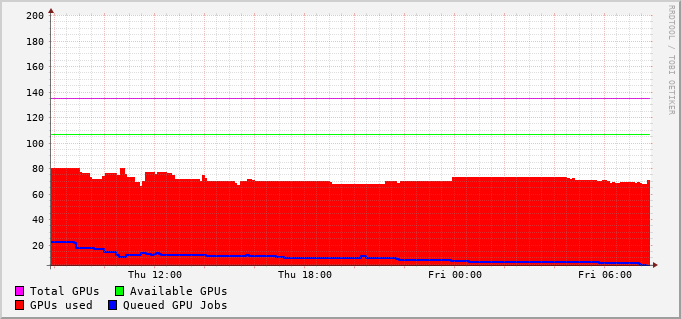 200
180
160
140
120
100
80
60
40
20
Thu 12:00 Thu 18:00 Fri 00:00 Fri 06:00
Total GPUs Available GPUs
GPUs used Queued GPU Jobs
RRDTOOL / TOBI OETIKER